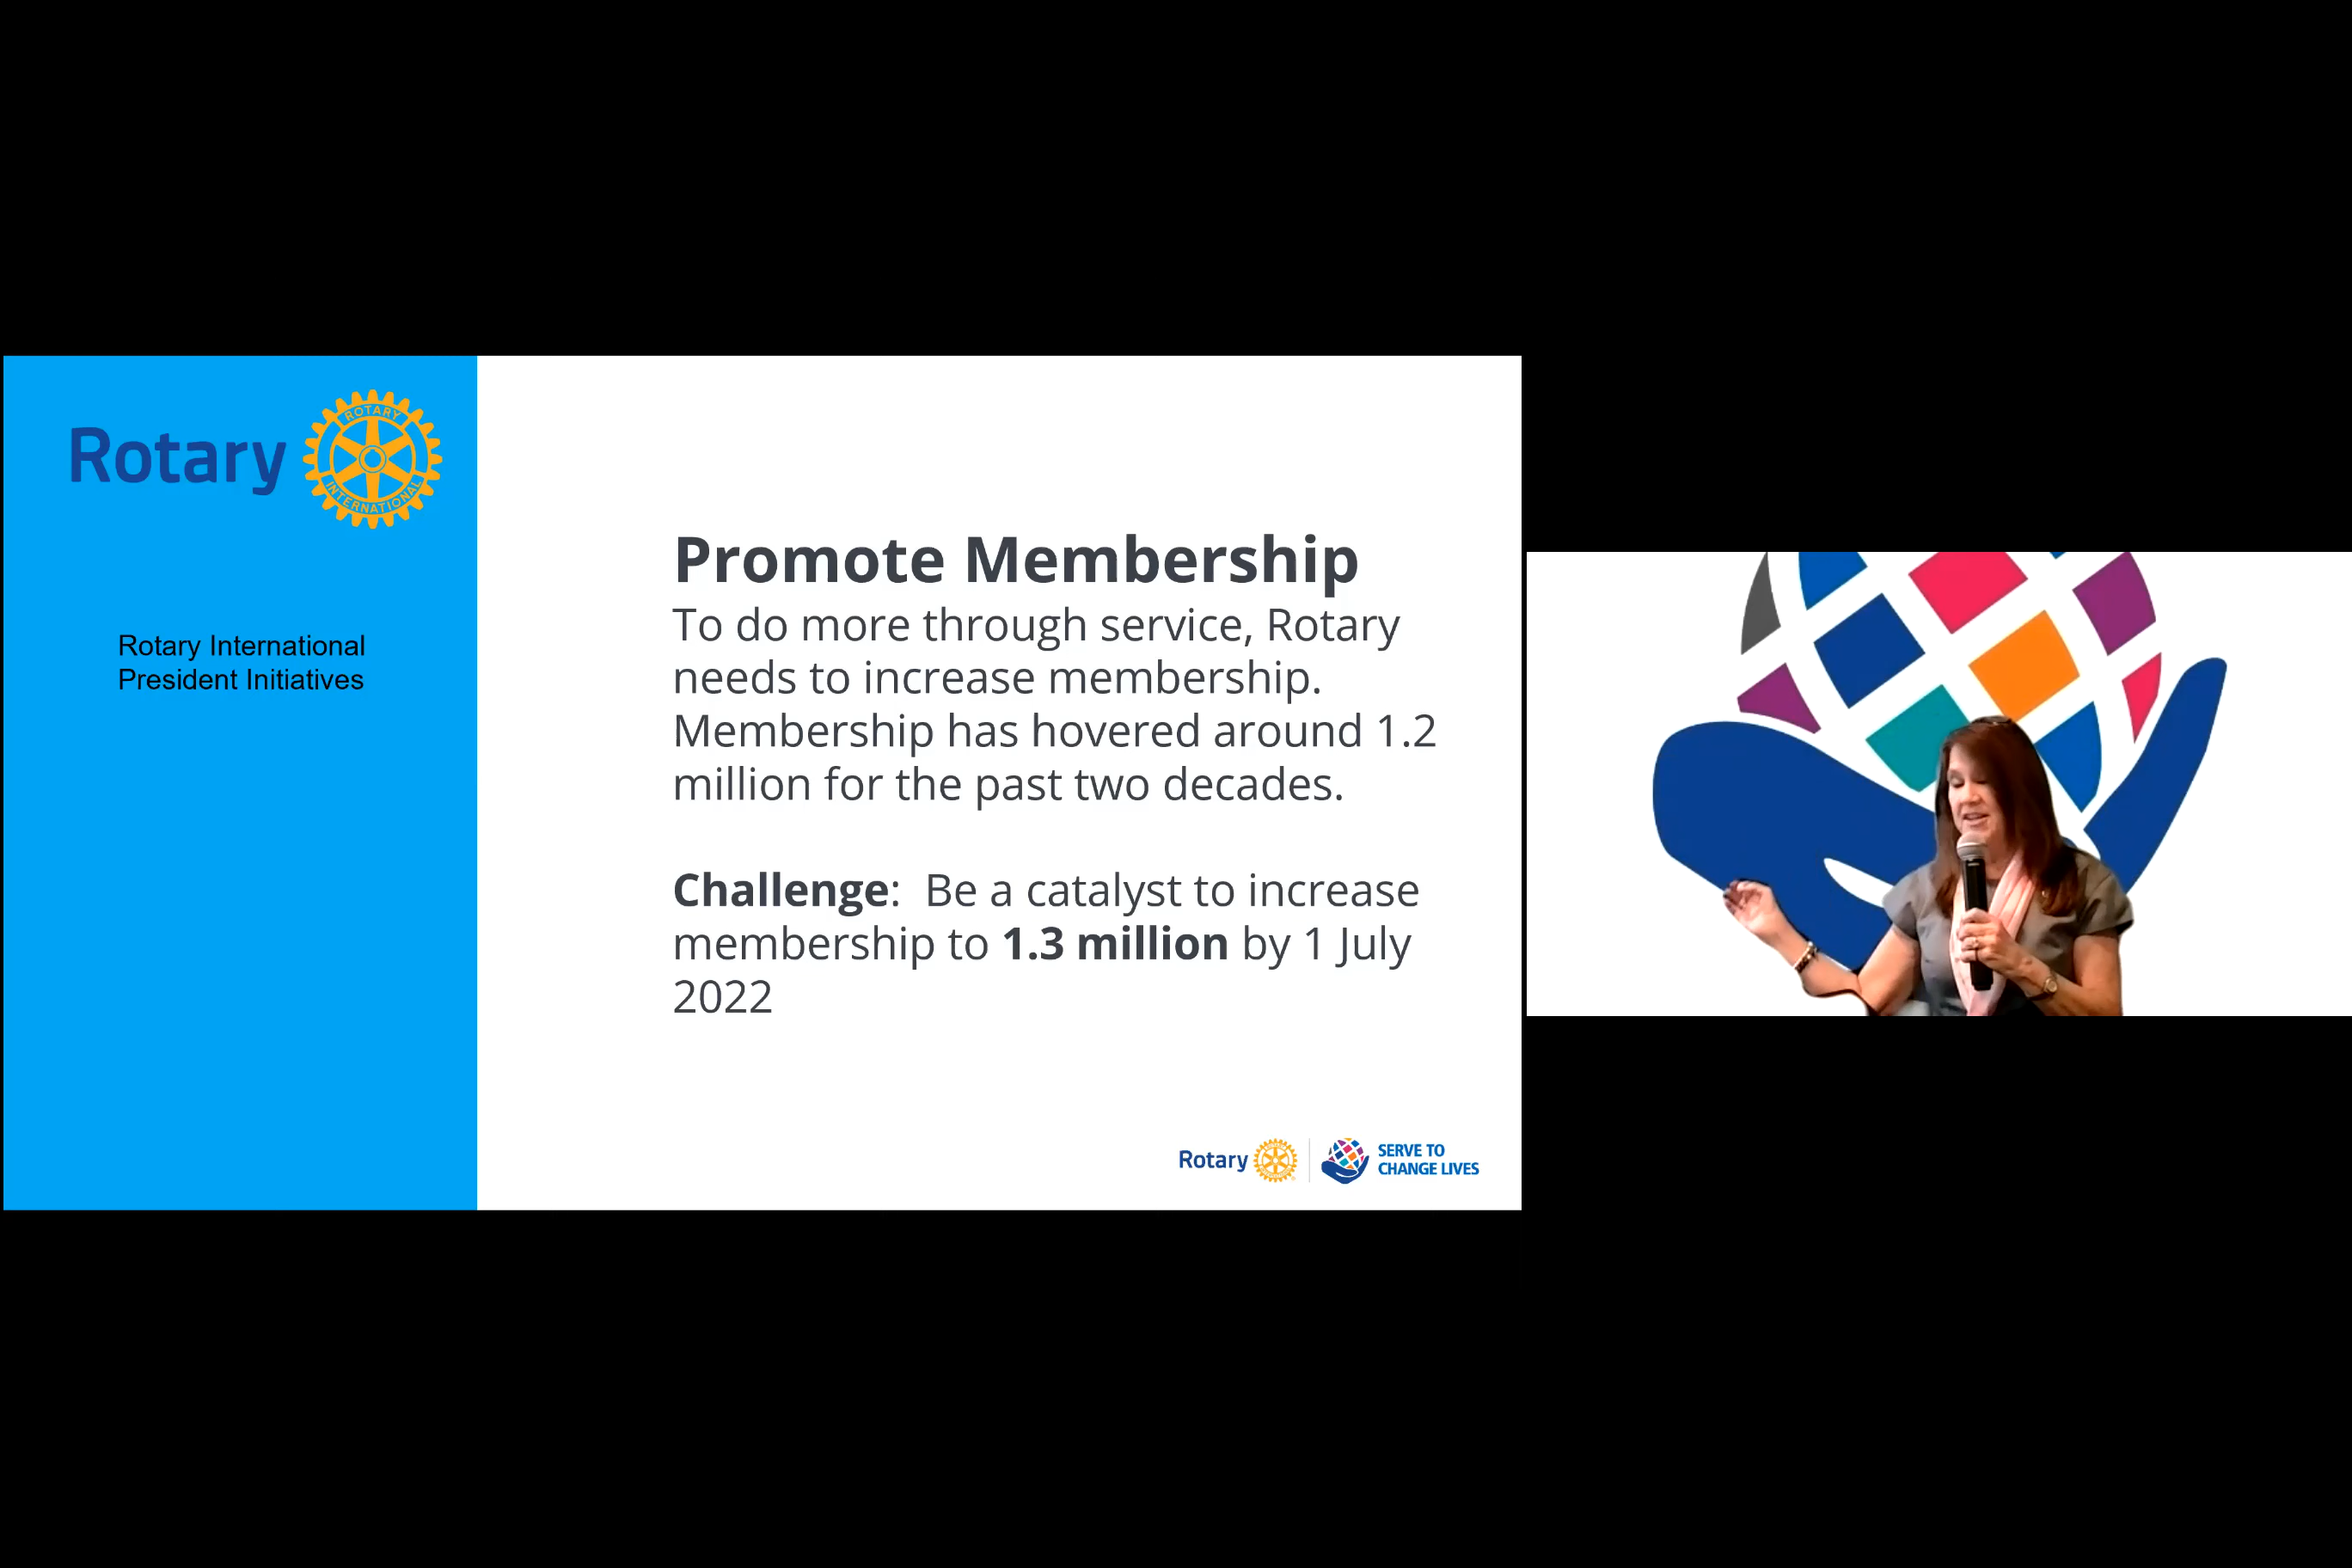 Rotary
ROTARY
INTERNATIONAL
Rotary International
President Initiatives
Promote Membership
To do more through service, Rotary
needs to increase membership.
Membership has hovered around 1.2
million for the past two decades.
Challenge:  Be a catalyst to increase
membership to 1.3 million by 1 July
2022
Rotary
SERVE TO
CHANGE LIVES